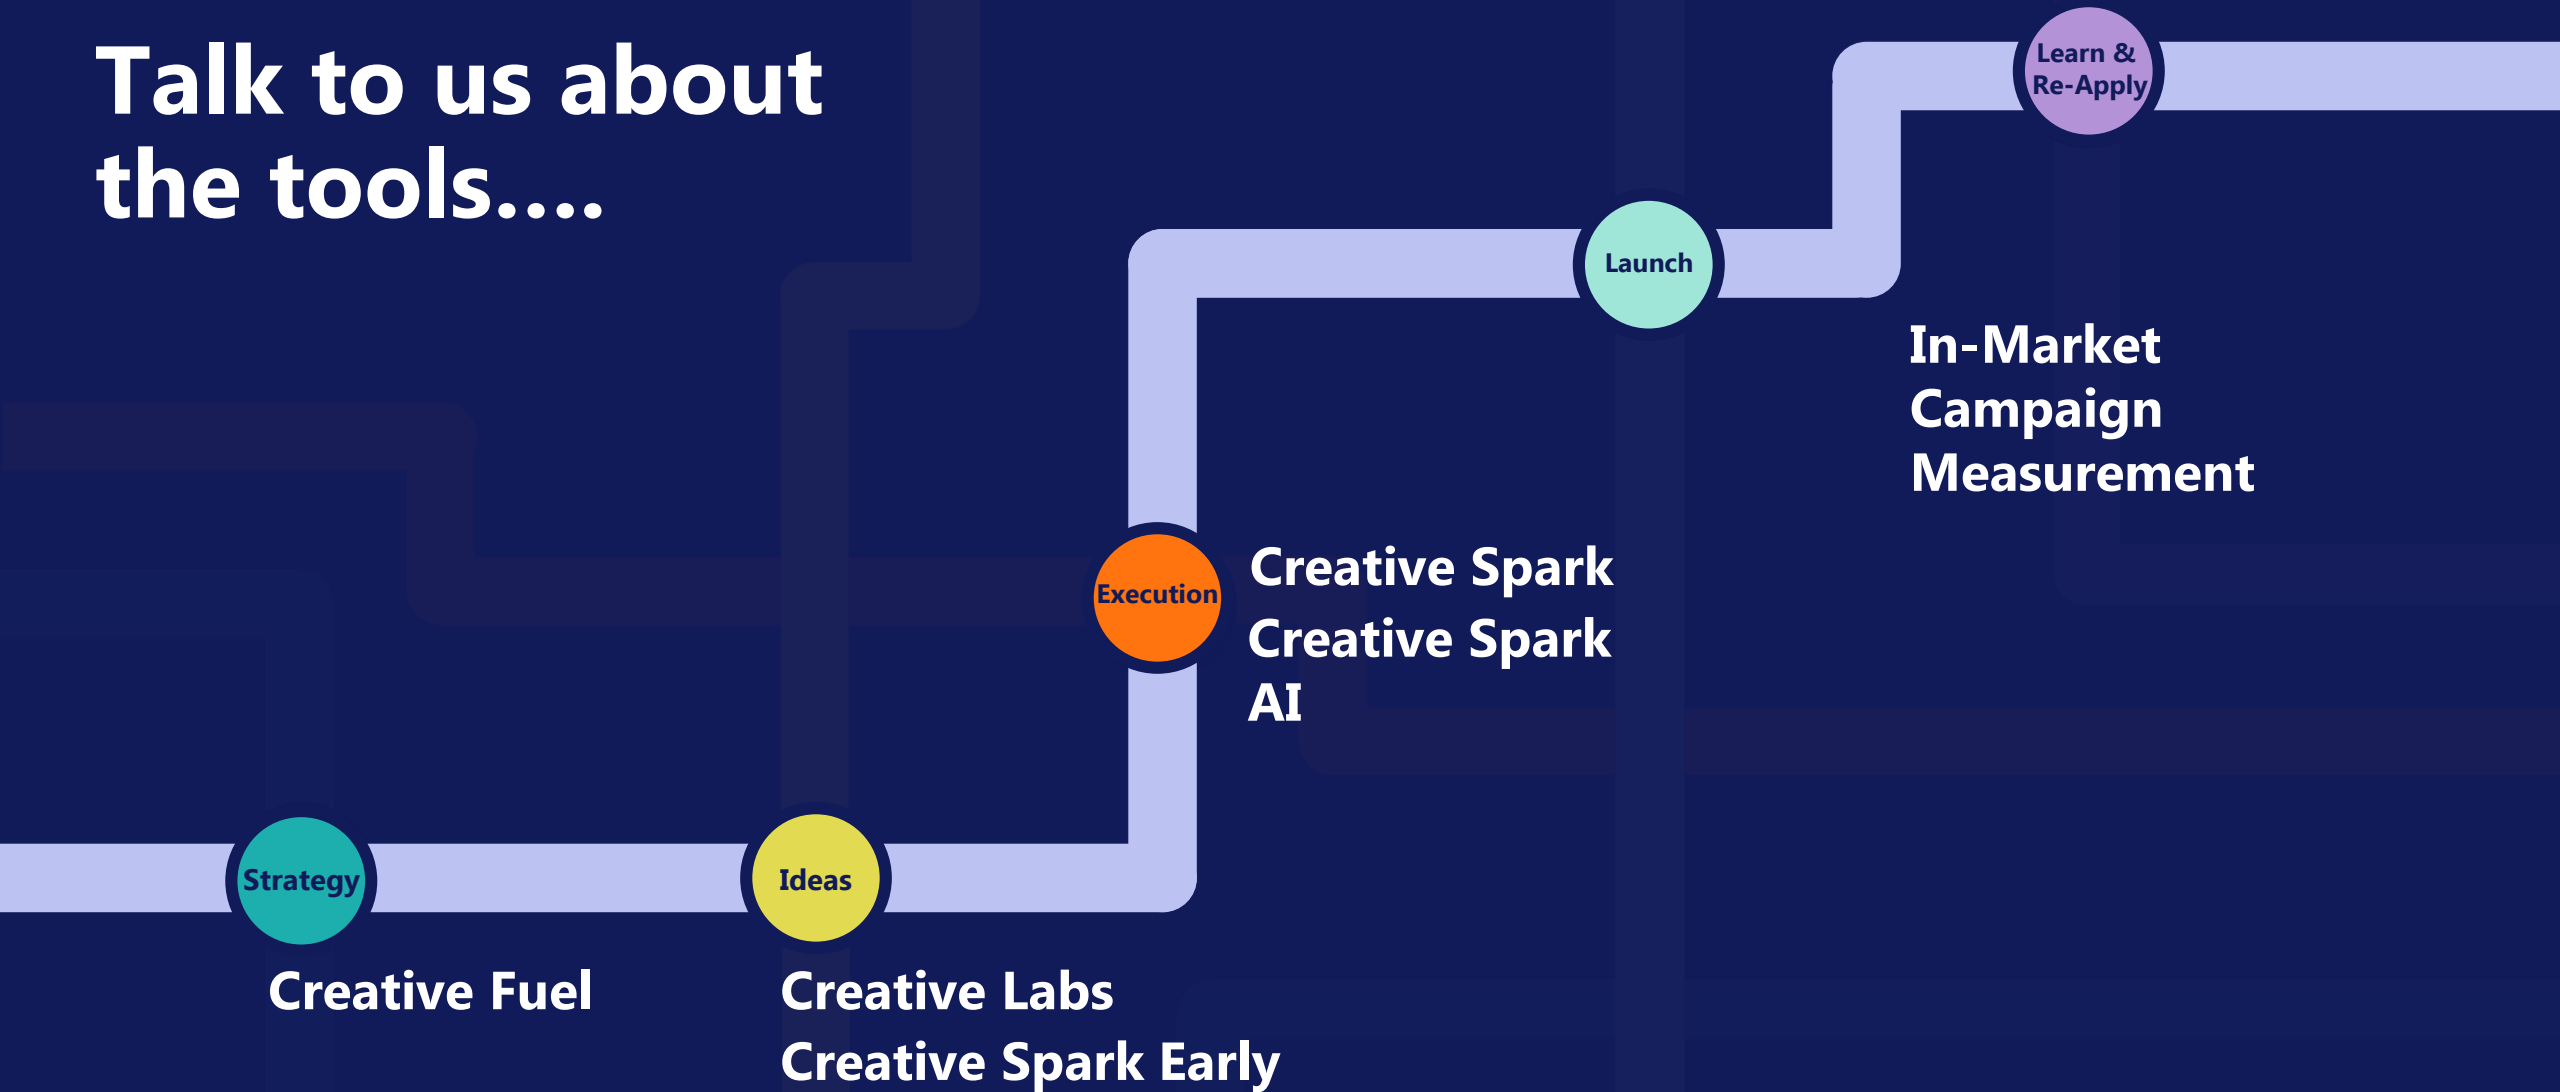 Talk to us about
the tools....
Learn &
Re-Apply
Launch
In-Market
Campaign
Measurement
Execution
Creative Spark
Creative Spark
AI
Strategy
Ideas
Creative Fuel
Creative Labs
Creative Spark Early